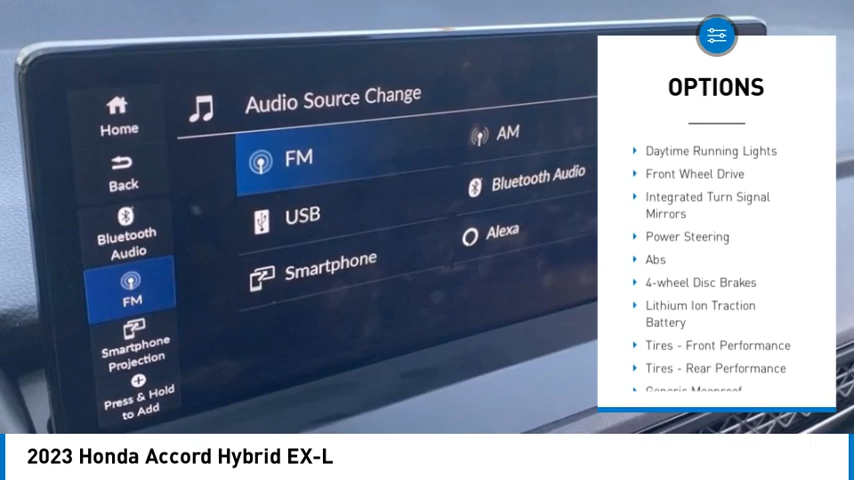 Home
Back
Bluetooth
Audio
FM
Smartphone
Projection
Press & Hold
to Add
Audio Source Change
FM
AM
USB
Bluetooth Audio
Smartphone
Alexa
OPTIONS
Daytime Running Lights
Front Wheel Drive
Integrated Turn Signal
Mirrors
Power Steering
Abs
4-wheel Disc Brakes
Lithium Ion Traction
Battery
Tires - Front Performance
Tires - Rear Performance
2023 Honda Accord Hybrid EX-L